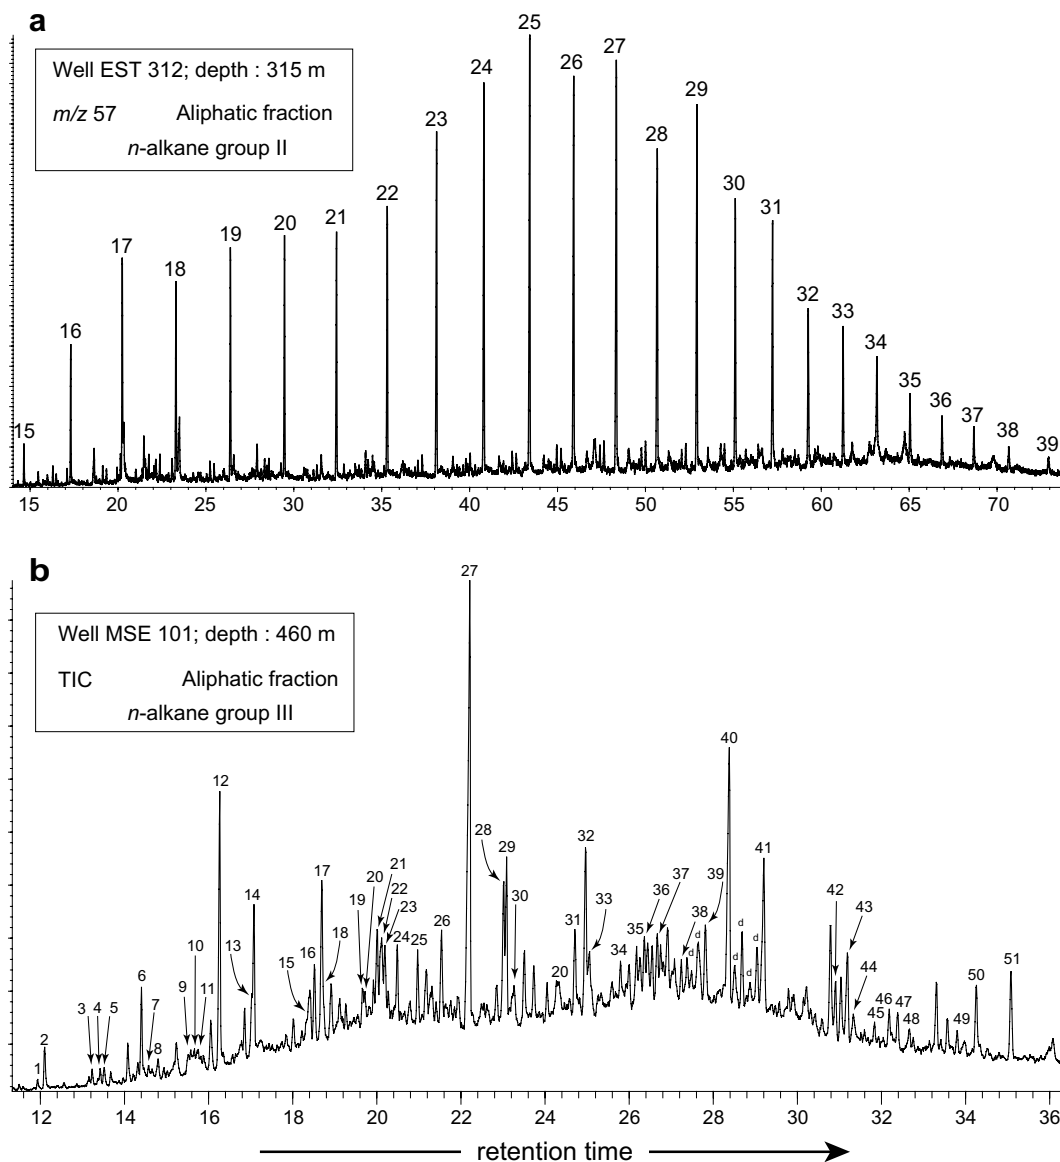 a
Well EST 312; depth : 315 m
m/z 57 Aliphatic fraction
n-alkane group II
15 16 17 18 19 20 21 22 23 24 25 26 27 28 29 30 31 32 33 34 35 36 37 38 39
15 20 25 30 35 40 45 50 55 60 65 70
b
Well MSE 101; depth : 460 m
TIC Aliphatic fraction
n-alkane group III
1 2 3 4 5 6 7 8 9 10 11 12 13 14 15 16 17 18 19 20 21 22 23 24 25 26 27 28 29 30 31 32 33 34 20 35 36 37 38 39 40 41 42 43 44 45 46 47 48 49 50 51
d d d d d
12 14 16 18 20 22 24 26 28 30 32 34 36
retention time